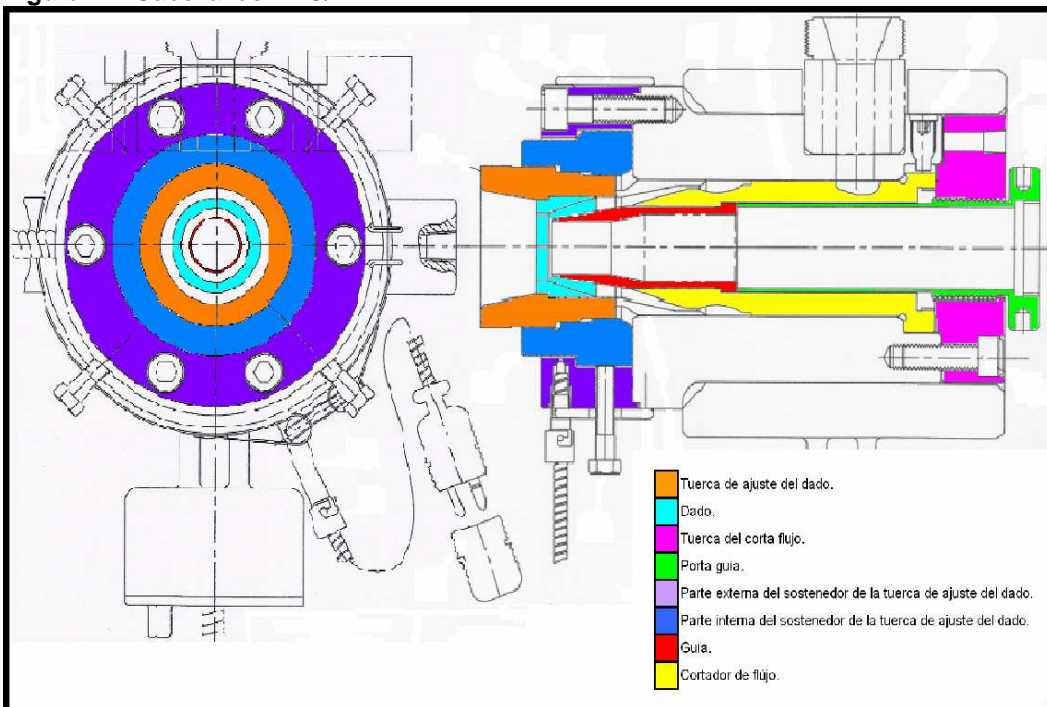 Tuerca de ajuste del dado.
Dado.
Tuerca del corta flujo.
Porta guia.
Parte externa del sostenedor de la tuerca de ajuste del dado.
Parte interna del sostenedor de la tuerca de ajuste del dado.
Guia.
Cortador de flújo.